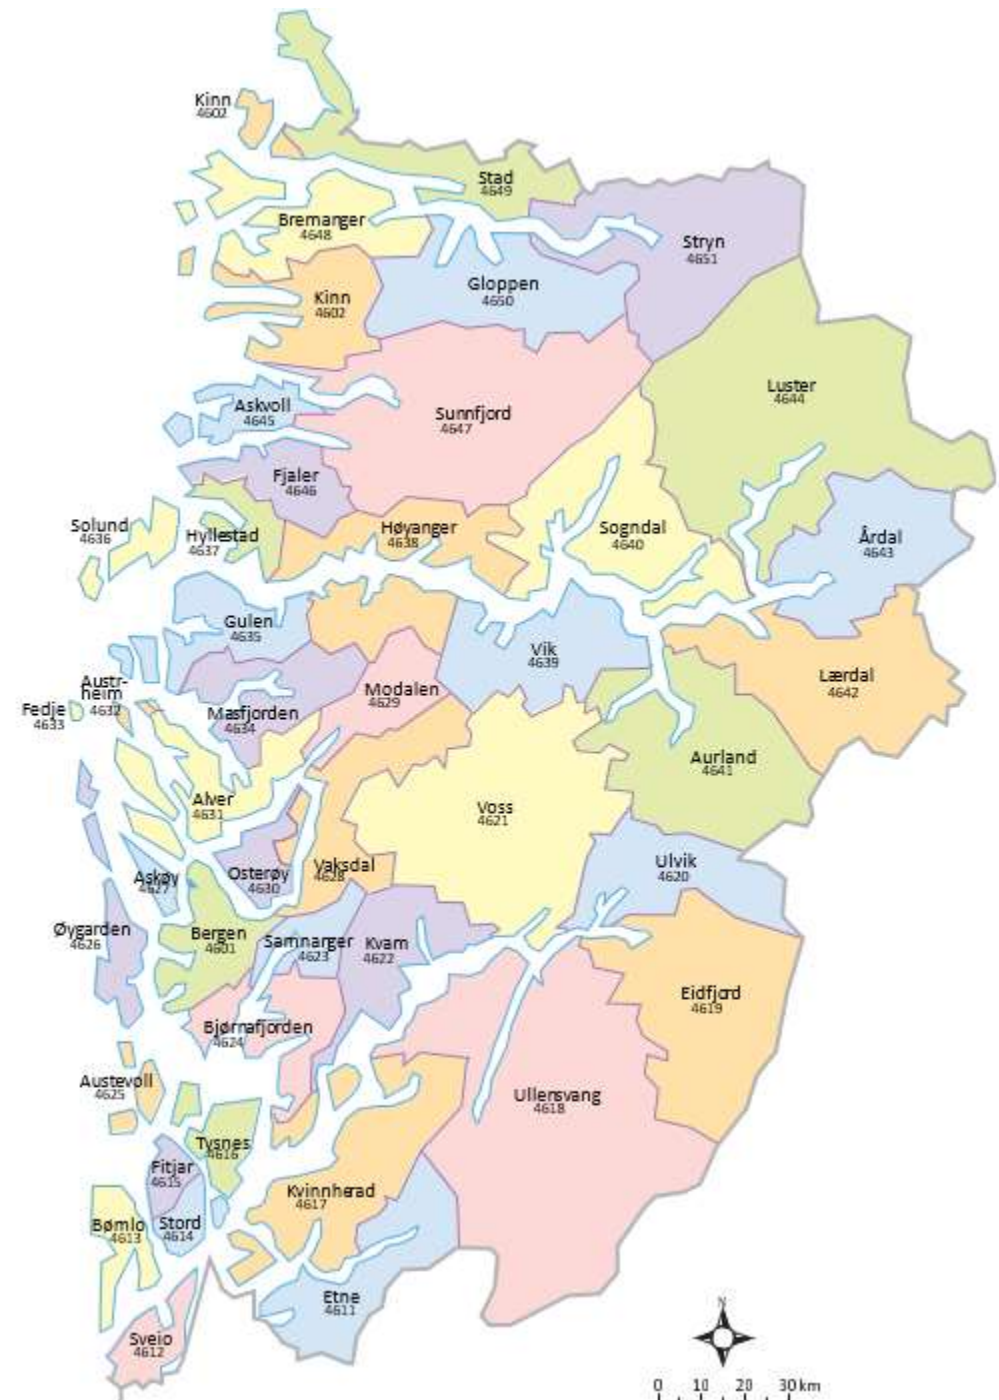 Kinn
4602
Stad
4649
Bremanger
4648
Stryn
4651
Gloppen
4650
Kinn
4602
Luster
4644
Askvoll
4645
Sunnfjord
4647
Fjaler
4646
Solund
4636
Hyllestad
4637
Høyanger
4638
Sogndal
4640
Årdal
4643
Gulen
4635
Vik
4639
Lærdal
4642
Austr-
heim
4632
Fedje
4633
Masfjorden
4634
Modalen
4629
Aurland
4641
Alver
4631
Voss
4621
Askøy
4627
Osterøy
4630
Vaksdal
4628
Ulvik
4620
Øygarden
4626
Bergen
4601
Samnanger
4623
Kvam
4622
Eidfjord
4619
Bjørnafjorden
4624
Austevoll
4625
Ullensvang
4618
Tysnes
4616
Fitjar
4615
Kvinnherad
4617
Bømlo
4613
Stord
4614
Etne
4611
Sveio
4612
N
0 10 20 30 km